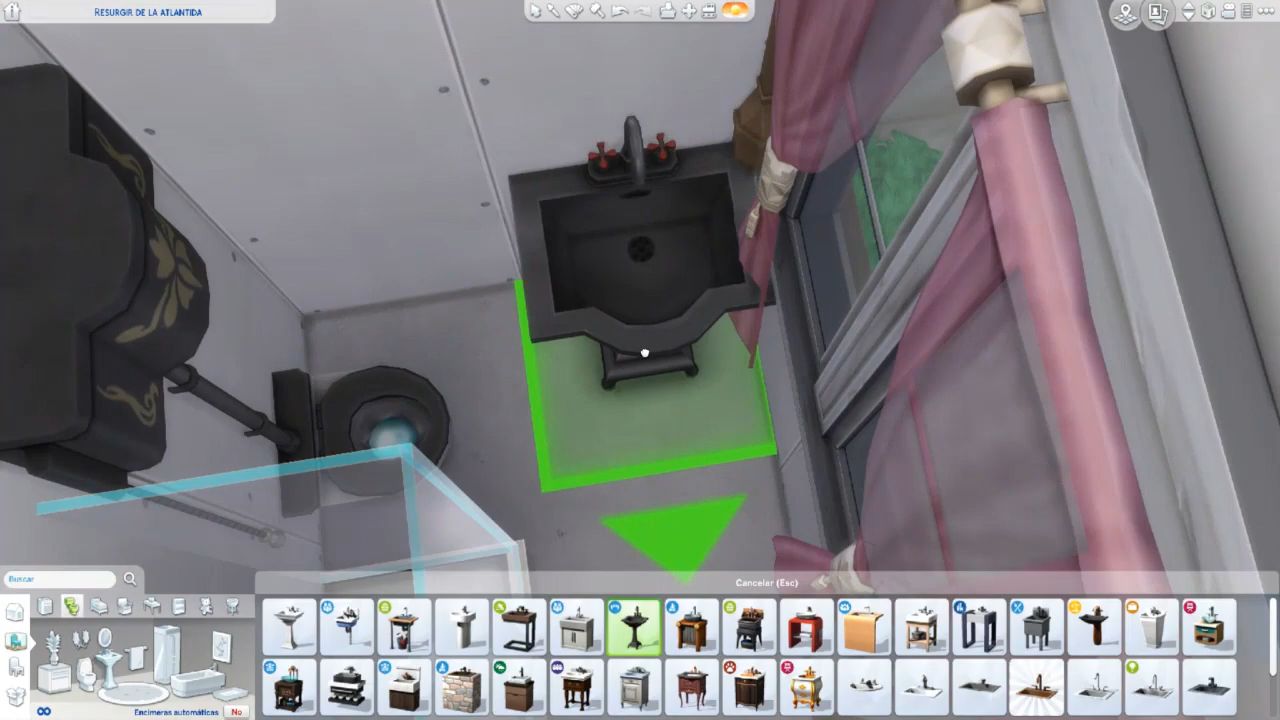 RESURGIR DE LA ATLANTIDA
Cancelar (Esc)
Buscar
Encimeras automáticas No